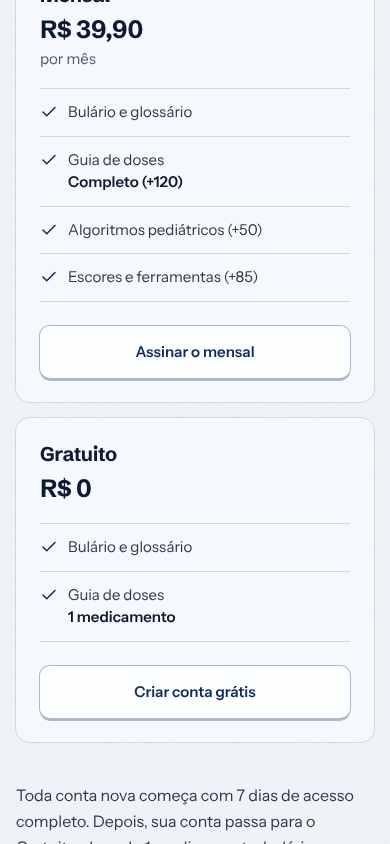 Mensal
R$ 39,90
por mês
Bulário e glossário
Guia de doses
Completo (+120)
Algoritmos pediátricos (+50)
Escores e ferramentas (+85)
Assinar o mensal
Gratuito
R$ 0
Bulário e glossário
Guia de doses
1 medicamento
Criar conta grátis
Toda conta nova começa com 7 dias de acesso
completo. Depois, sua conta passa para o